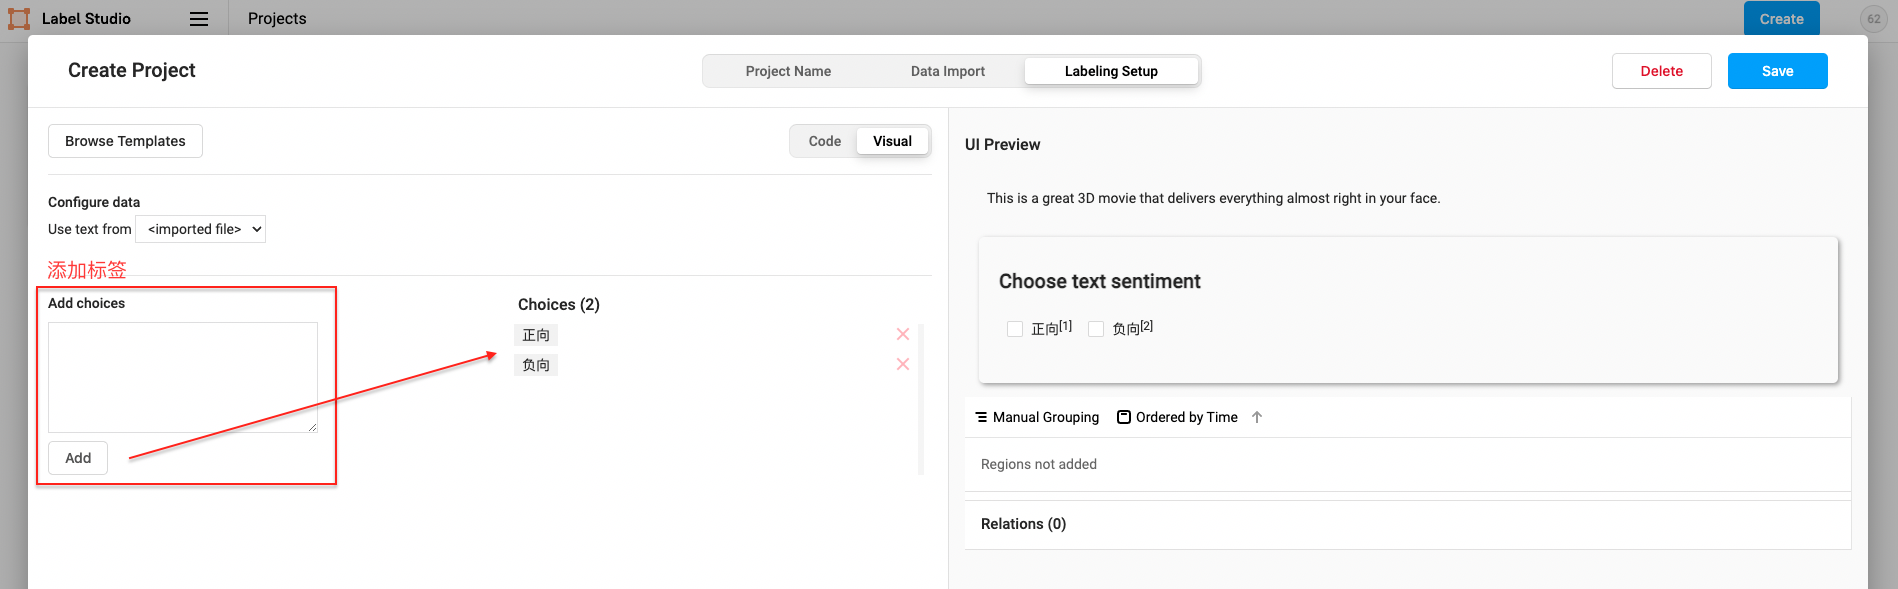 Label Studio
Projects
Create
62
Create Project
Project Name
Data Import
Labeling Setup
Delete
Save
Browse Templates
Code
Visual
Configure data
Use text from <imported file>
添加标签
Add choices
Add
Choices (2)
正向
负向
UI Preview
This is a great 3D movie that delivers everything almost right in your face.
Choose text sentiment
正向[1] 负向[2]
Manual Grouping
Ordered by Time
Regions not added
Relations (0)